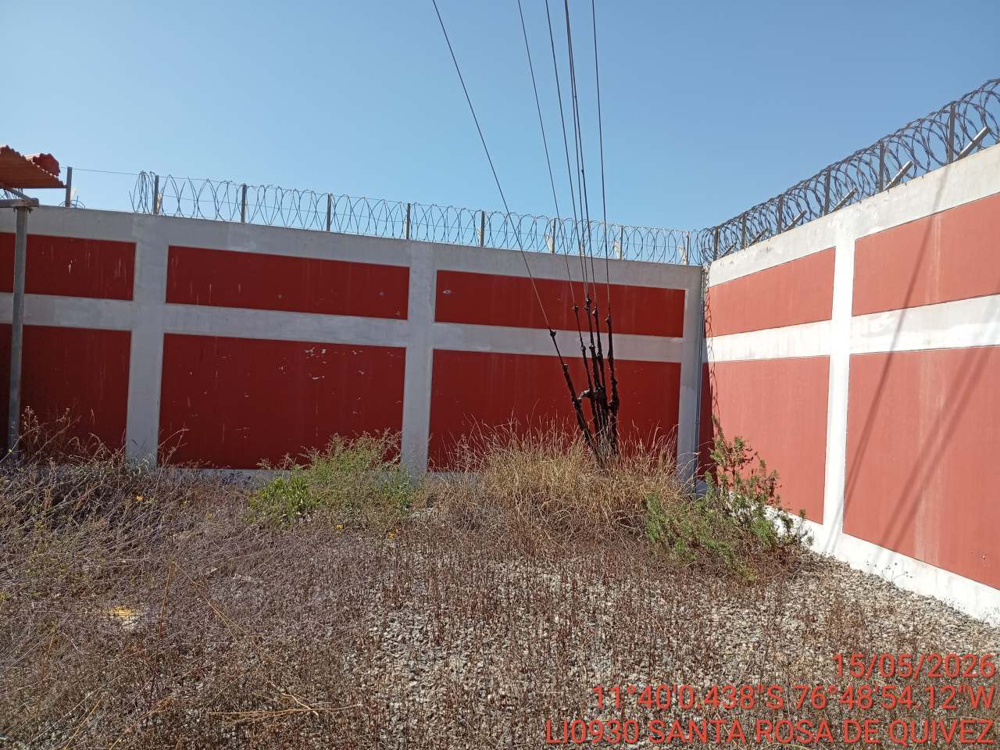 15/05/2026
11°40'0.438"S 76°48'54.12"W
LI0930 SANTA ROSA DE QUIVEZ